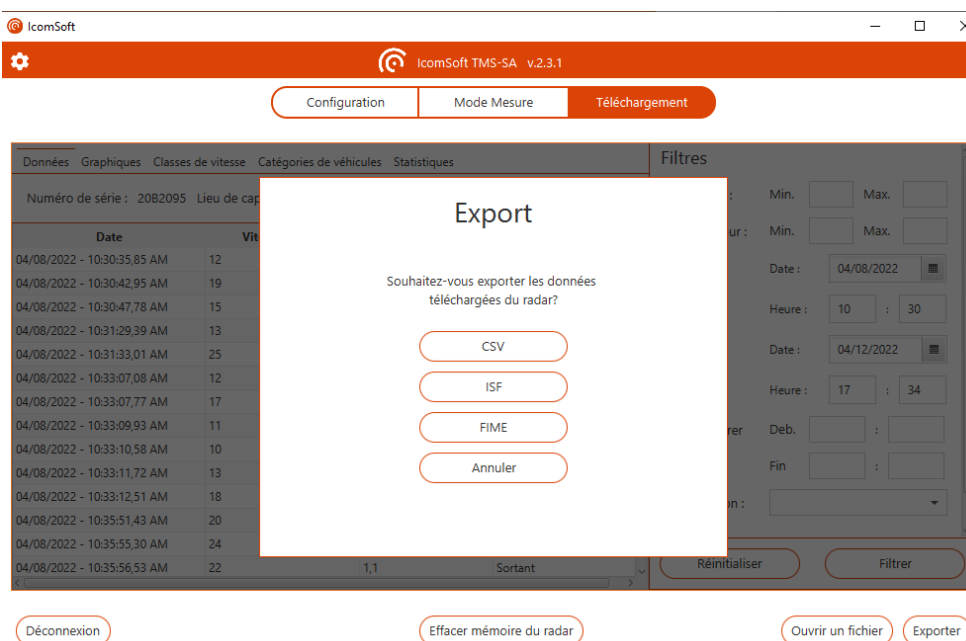 IcomSoft
IcomSoft TMS-SA v.2.3.1
Configuration Mode Mesure Téléchargement
Données Graphiques Classes de vitesse Catégories de véhicules Statistiques
Filtres
Numéro de série : 20B2095 Lieu de cap
: Min. Max.
ur : Min. Max.
Date Vit
04/08/2022 - 10:30:35,85 AM 12
04/08/2022 - 10:30:42,95 AM 19
04/08/2022 - 10:30:47,78 AM 15
04/08/2022 - 10:31:29,39 AM 13
04/08/2022 - 10:31:33,01 AM 25
04/08/2022 - 10:33:07,08 AM 12
04/08/2022 - 10:33:07,77 AM 17
04/08/2022 - 10:33:09,93 AM 11
04/08/2022 - 10:33:10,58 AM 10
04/08/2022 - 10:33:11,72 AM 13
04/08/2022 - 10:33:12,51 AM 18
04/08/2022 - 10:35:51,43 AM 20
04/08/2022 - 10:35:55,30 AM 24
04/08/2022 - 10:35:56,53 AM 22 1,1 Sortant
Export
Souhaitez-vous exporter les données
téléchargées du radar?
CSV
ISF
FIME
Annuler
Date : 04/08/2022
Heure : 10 : 30
Date : 04/12/2022
Heure : 17 : 34
rer Deb. :
Fin :
on :
Réinitialiser Filtrer
Déconnexion Effacer mémoire du radar Ouvrir un fichier Exporter